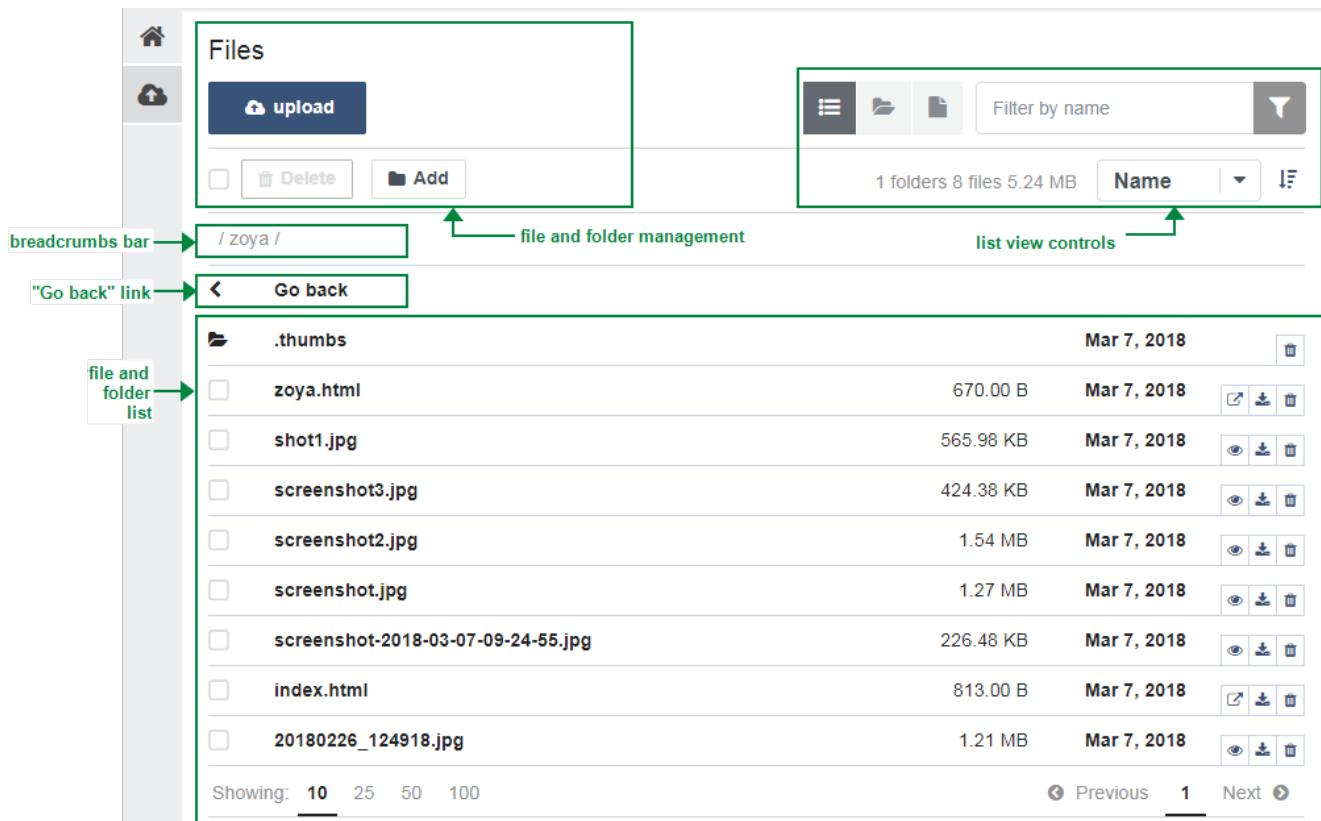 Files
upload
Filter by name
Delete Add
1 folders 8 files 5.24 MB Name
breadcrumbs bar
/ zoya /
file and folder management
list view controls
"Go back" link
Go back
.thumbs Mar 7, 2018
file and
folder
list
zoya.html 670.00 B Mar 7, 2018
shot1.jpg 565.98 KB Mar 7, 2018
screenshot3.jpg 424.38 KB Mar 7, 2018
screenshot2.jpg 1.54 MB Mar 7, 2018
screenshot.jpg 1.27 MB Mar 7, 2018
screenshot-2018-03-07-09-24-55.jpg 226.48 KB Mar 7, 2018
index.html 813.00 B Mar 7, 2018
20180226_124918.jpg 1.21 MB Mar 7, 2018
Showing: 10 25 50 100 Previous 1 Next